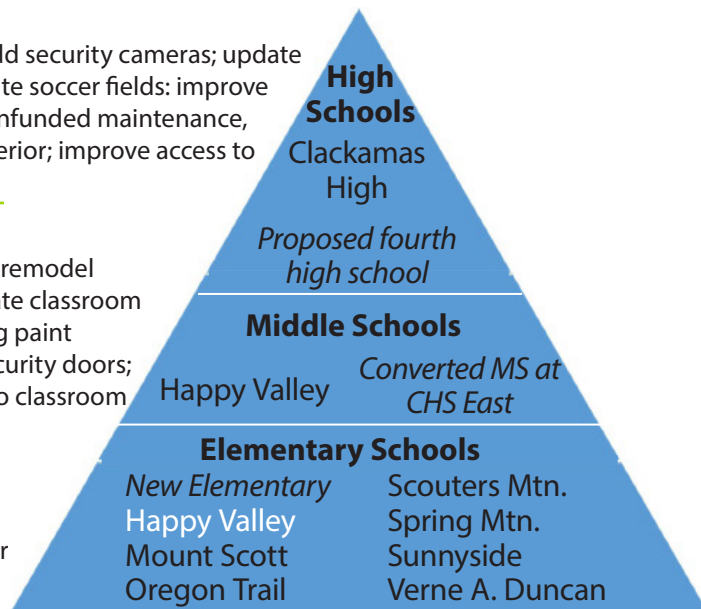 dd security cameras; update
te soccer fields: improve
nfunded maintenance,
erior; improve access to
remodel
te classroom
g paint
curity doors;
o classroom
r
High
Schools
Clackamas
High
Proposed fourth
high school
Middle Schools
Happy Valley
Converted MS at
CHS East
Elementary Schools
New Elementary
Happy Valley
Mount Scott
Oregon Trail
Scouters Mtn.
Spring Mtn.
Sunnyside
Verne A. Duncan